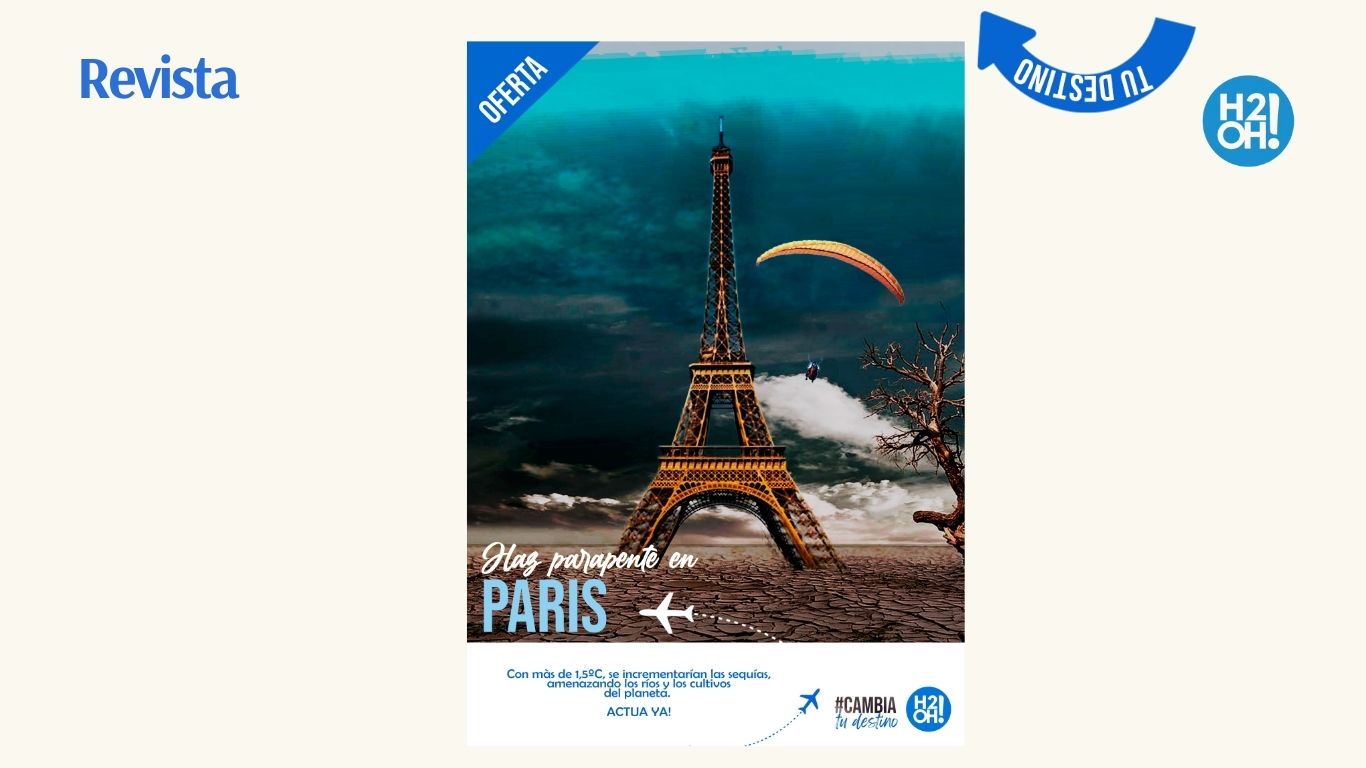 Revista
OFERTA
TU DESTINO
H2
OH!
Haz parapente en
PARIS
Con màs de 1,5ºC, se incrementarían las sequías,
amenazando los ríos y los cultivos
del planeta.
ACTUA YA!
#CAMBIA
tu destino
H2
OH!